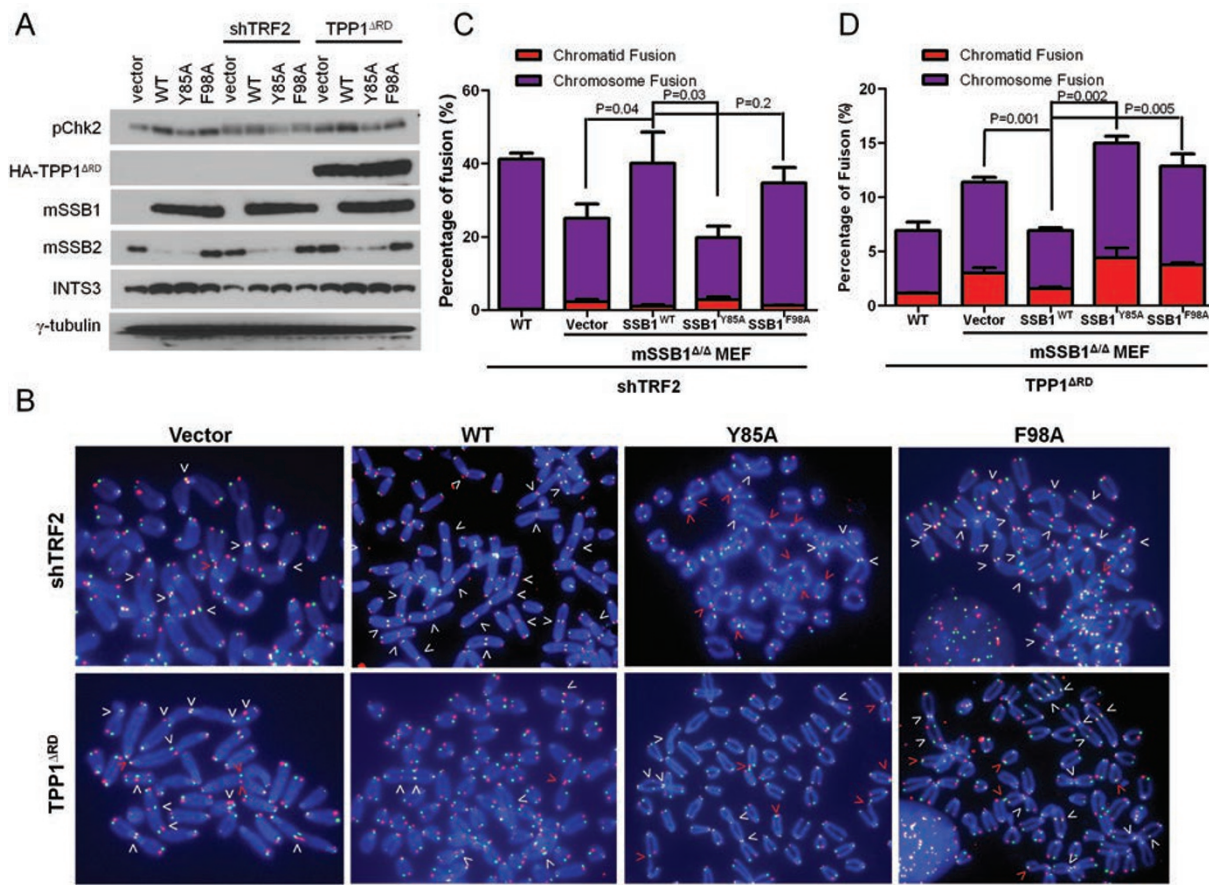 A
shTRF2
TPP1ΔRD
vector WT Y85A F98A vector WT Y85A F98A vector WT Y85A F98A
pChk2
HA-TPP1ΔRD
mSSB1
mSSB2
INTS3
γ-tubulin
C
Chromatid Fusion
Chromosome Fusion
Percentage of fusion (%)
60
40
20
0
P=0.04
P=0.03
P=0.2
WT
Vector
SSB1WT
SSB1Y85A
SSB1F98A
mSSB1Δ/Δ MEF
shTRF2
D
Chromatid Fusion
Chromosome Fusion
Percentage of Fuison (%)
20
15
10
5
0
P=0.001
P=0.002
P=0.005
WT
Vector
SSB1WT
SSB1Y85A
SSB1F98A
mSSB1Δ/Δ MEF
TPP1ΔRD
B
Vector
WT
Y85A
F98A
shTRF2
TPP1ΔRD